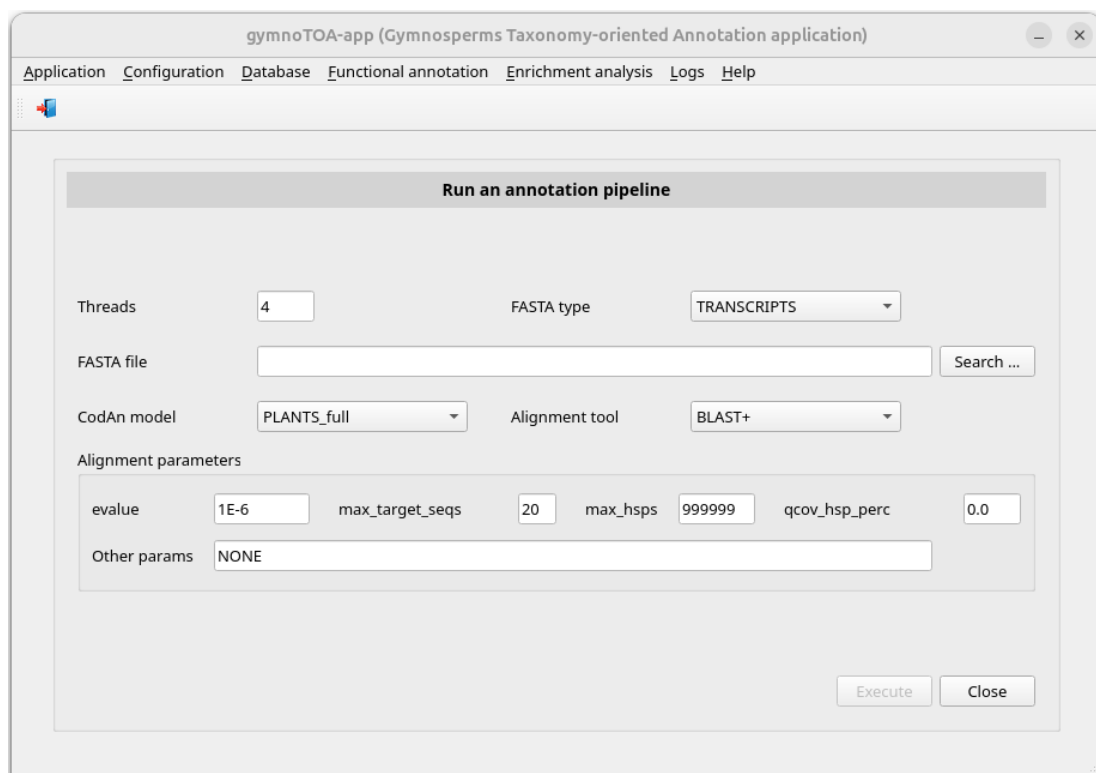 gymnoTOA-app (Gymnosperms Taxonomy-oriented Annotation application)
Application Configuration Database Functional annotation Enrichment analysis Logs Help
Run an annotation pipeline
Threads 4 FASTA type TRANSCRIPTS
FASTA file Search ...
CodAn model PLANTS_full Alignment tool BLAST+
Alignment parameters
evalue 1E-6 max_target_seqs 20 max_hsps 999999 qcov_hsp_perc 0.0
Other params NONE
Execute Close